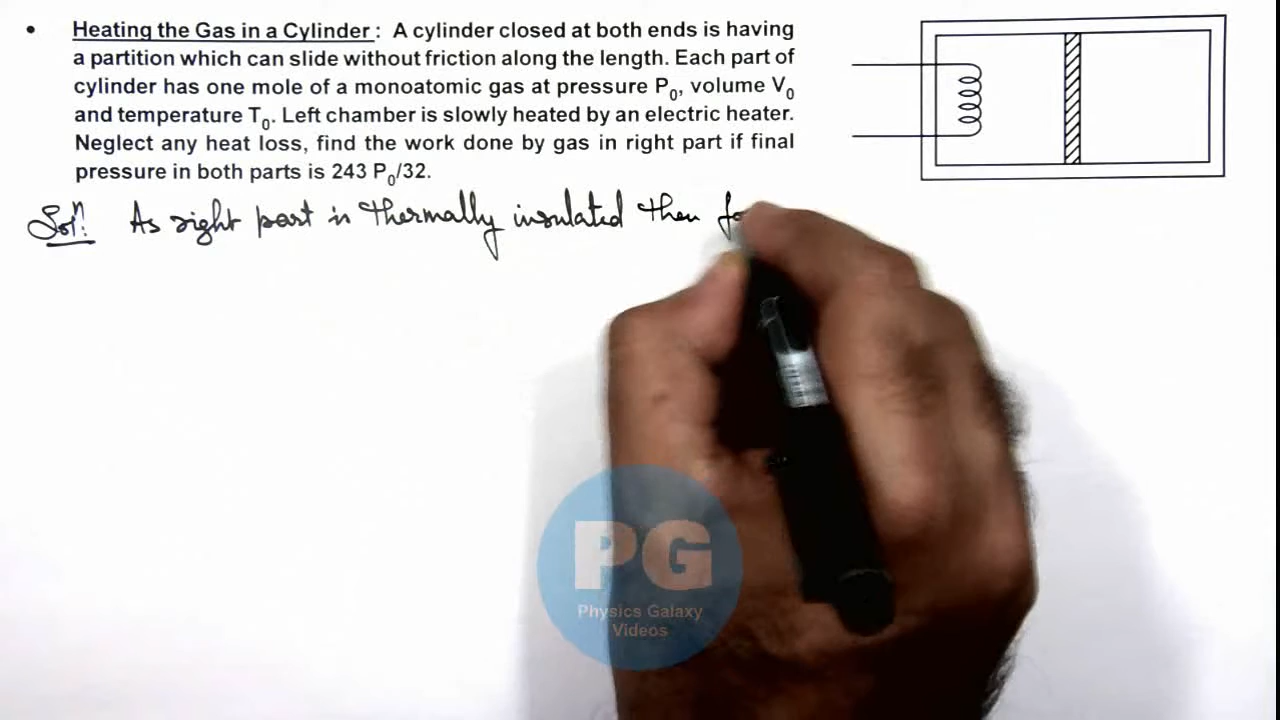 • Heating the Gas in a Cylinder : A cylinder closed at both ends is having
a partition which can slide without friction along the length. Each part of
cylinder has one mole of a monoatomic gas at pressure P₀, volume V₀
and temperature T₀. Left chamber is slowly heated by an electric heater.
Neglect any heat loss, find the work done by gas in right part if final
pressure in both parts is 243 P₀/32.
Solⁿ: As right part is thermally insulated then fo
PG
Physics Galaxy
Videos